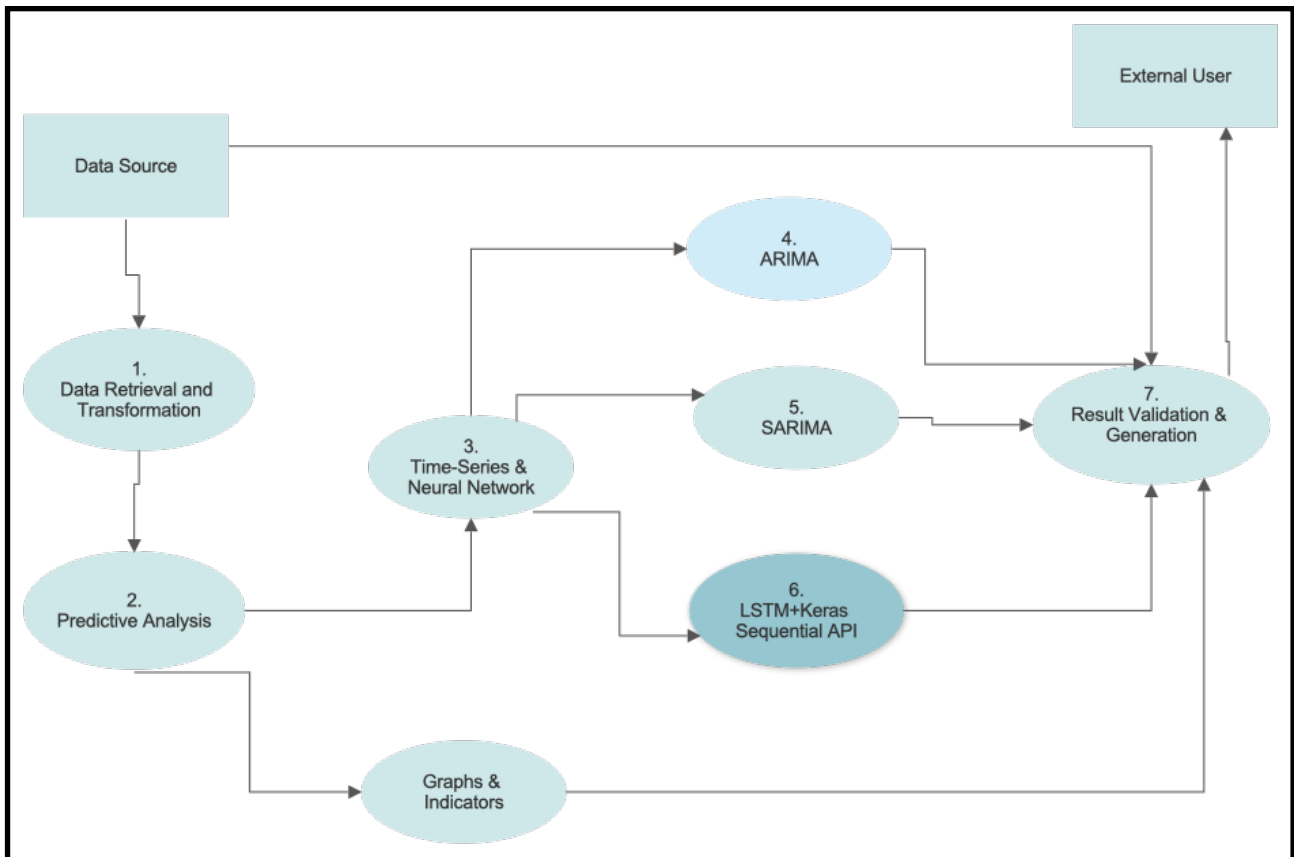 External User
Data Source
4.
ARIMA
1.
Data Retrieval and
Transformation
5.
SARIMA
7.
Result Validation &
Generation
3.
Time-Series &
Neural Network
2.
Predictive Analysis
6.
LSTM+Keras
Sequential API
Graphs &
Indicators